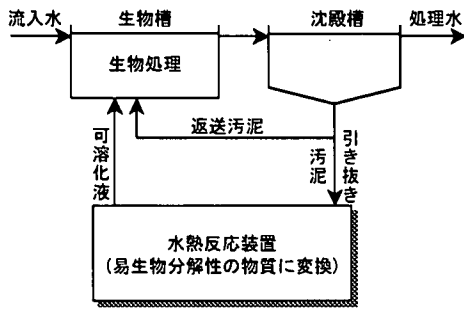 流入水
生物槽
沈殿槽
処理水
生物処理
返送汚泥
可溶化液
汚泥
引き抜き
水熱反応装置
(易生物分解性の物質に変換)